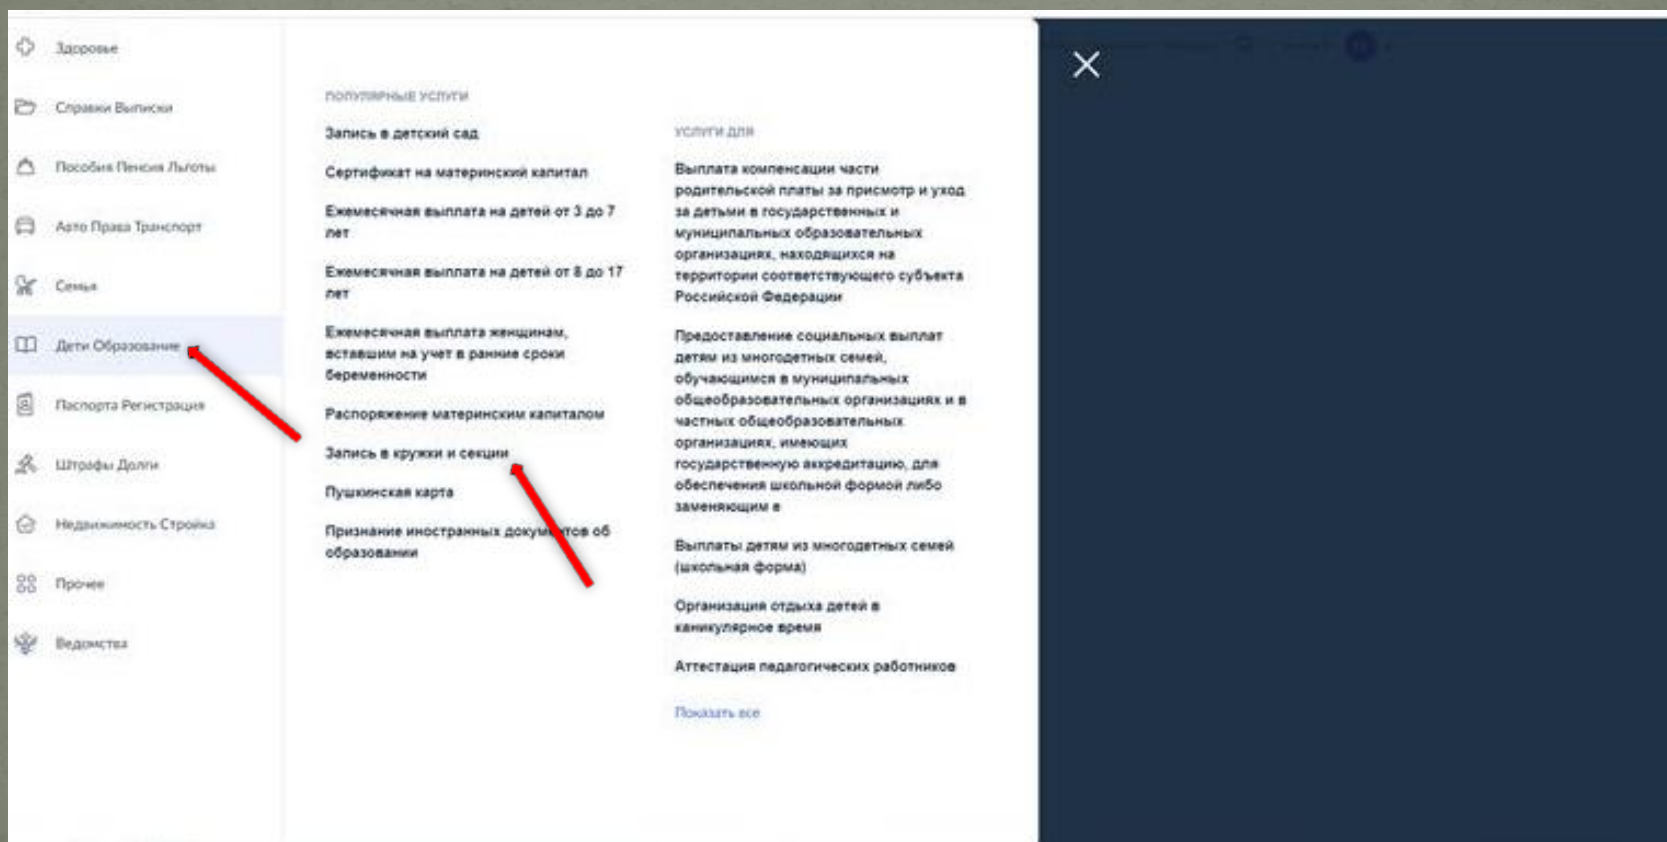 Здоровье
Справки Выписки
Пособия Пенсия Льготы
Авто Права Транспорт
Семья
Дети Образование
Паспорта Регистрация
Штрафы Долги
Недвижимость Стройка
Прочее
Ведомства
ПОПУЛЯРНЫЕ УСЛУГИ
Запись в детский сад
Сертификат на материнский капитал
Ежемесячная выплата на детей от 3 до 7
лет
Ежемесячная выплата на детей от 8 до 17
лет
Ежемесячная выплата женщинам,
вставшим на учет в ранние сроки
беременности
Распоряжение материнским капиталом
Запись в кружки и секции
Пушкинская карта
Признание иностранных документов об
образовании
УСЛУГИ ДЛЯ
Выплата компенсации части
родительской платы за присмотр и уход
за детьми в государственных и
муниципальных образовательных
организациях, находящихся на
территории соответствующего субъекта
Российской Федерации
Предоставление социальных выплат
детям из многодетных семей,
обучающимся в муниципальных
общеобразовательных организациях и в
частных общеобразовательных
организациях, имеющих
государственную аккредитацию, для
обеспечения школьной формой либо
заменяющим е
Выплаты детям из многодетных семей
(школьная форма)
Организация отдыха детей в
каникулярное время
Аттестация педагогических работников
Показать все